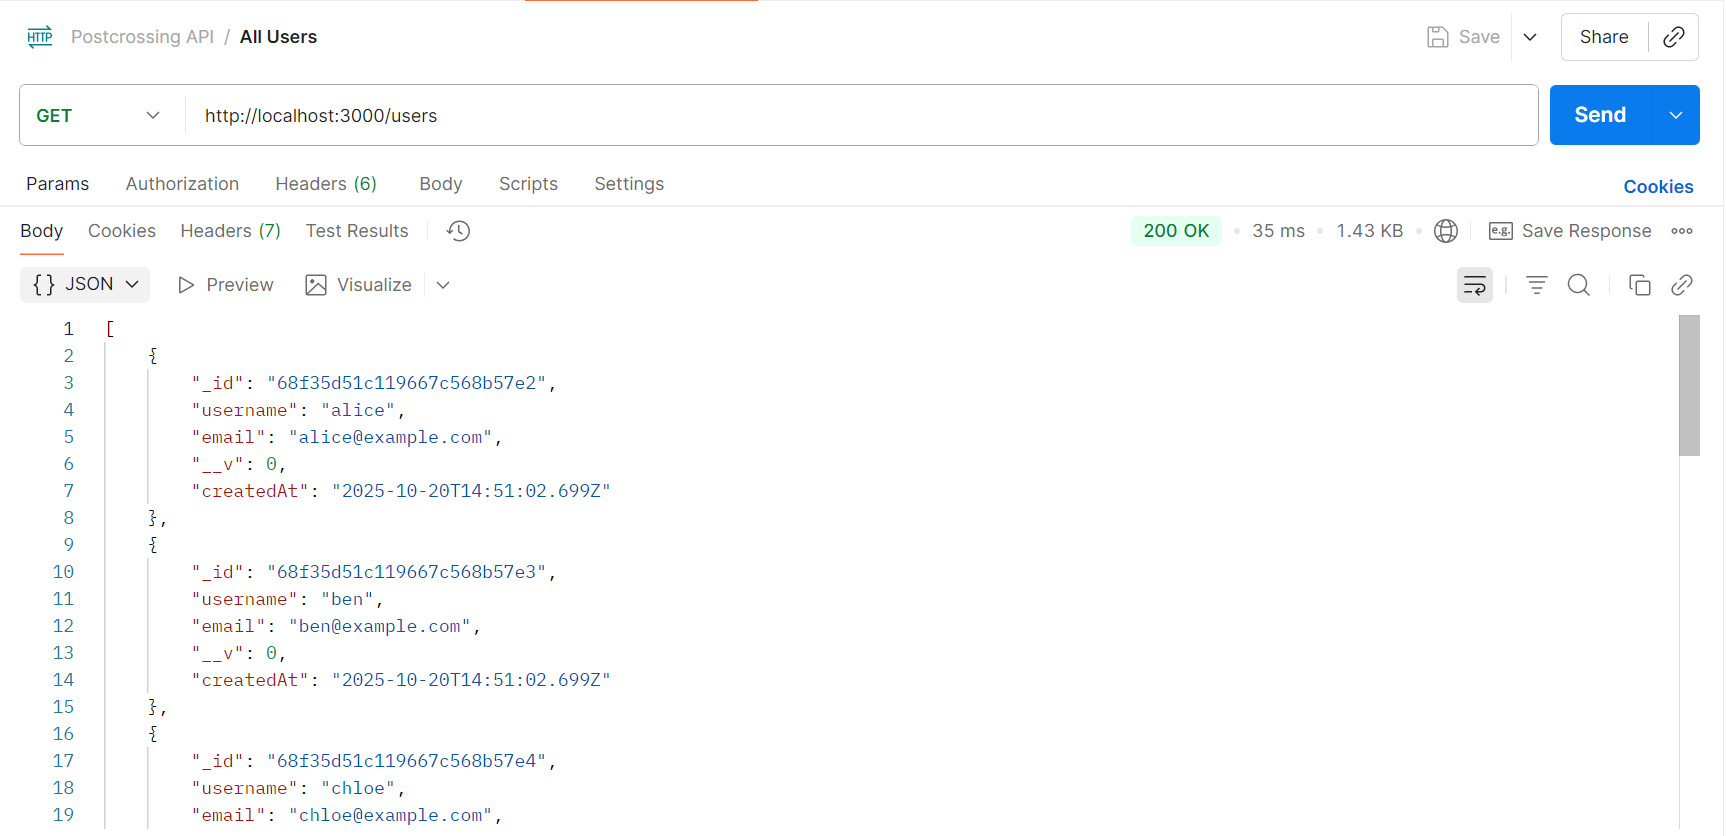 HTTP Postcrossing API / All Users Save Share
GET http://localhost:3000/users Send
Params Authorization Headers (6) Body Scripts Settings Cookies
Body Cookies Headers (7) Test Results 200 OK • 35 ms • 1.43 KB • e.g. Save Response
{} JSON Preview Visualize
1 [
2 {
3 "_id": "68f35d51c119667c568b57e2",
4 "username": "alice",
5 "email": "alice@example.com",
6 "__v": 0,
7 "createdAt": "2025-10-20T14:51:02.699Z"
8 },
9 {
10 "_id": "68f35d51c119667c568b57e3",
11 "username": "ben",
12 "email": "ben@example.com",
13 "__v": 0,
14 "createdAt": "2025-10-20T14:51:02.699Z"
15 },
16 {
17 "_id": "68f35d51c119667c568b57e4",
18 "username": "chloe",
19 "email": "chloe@example.com",